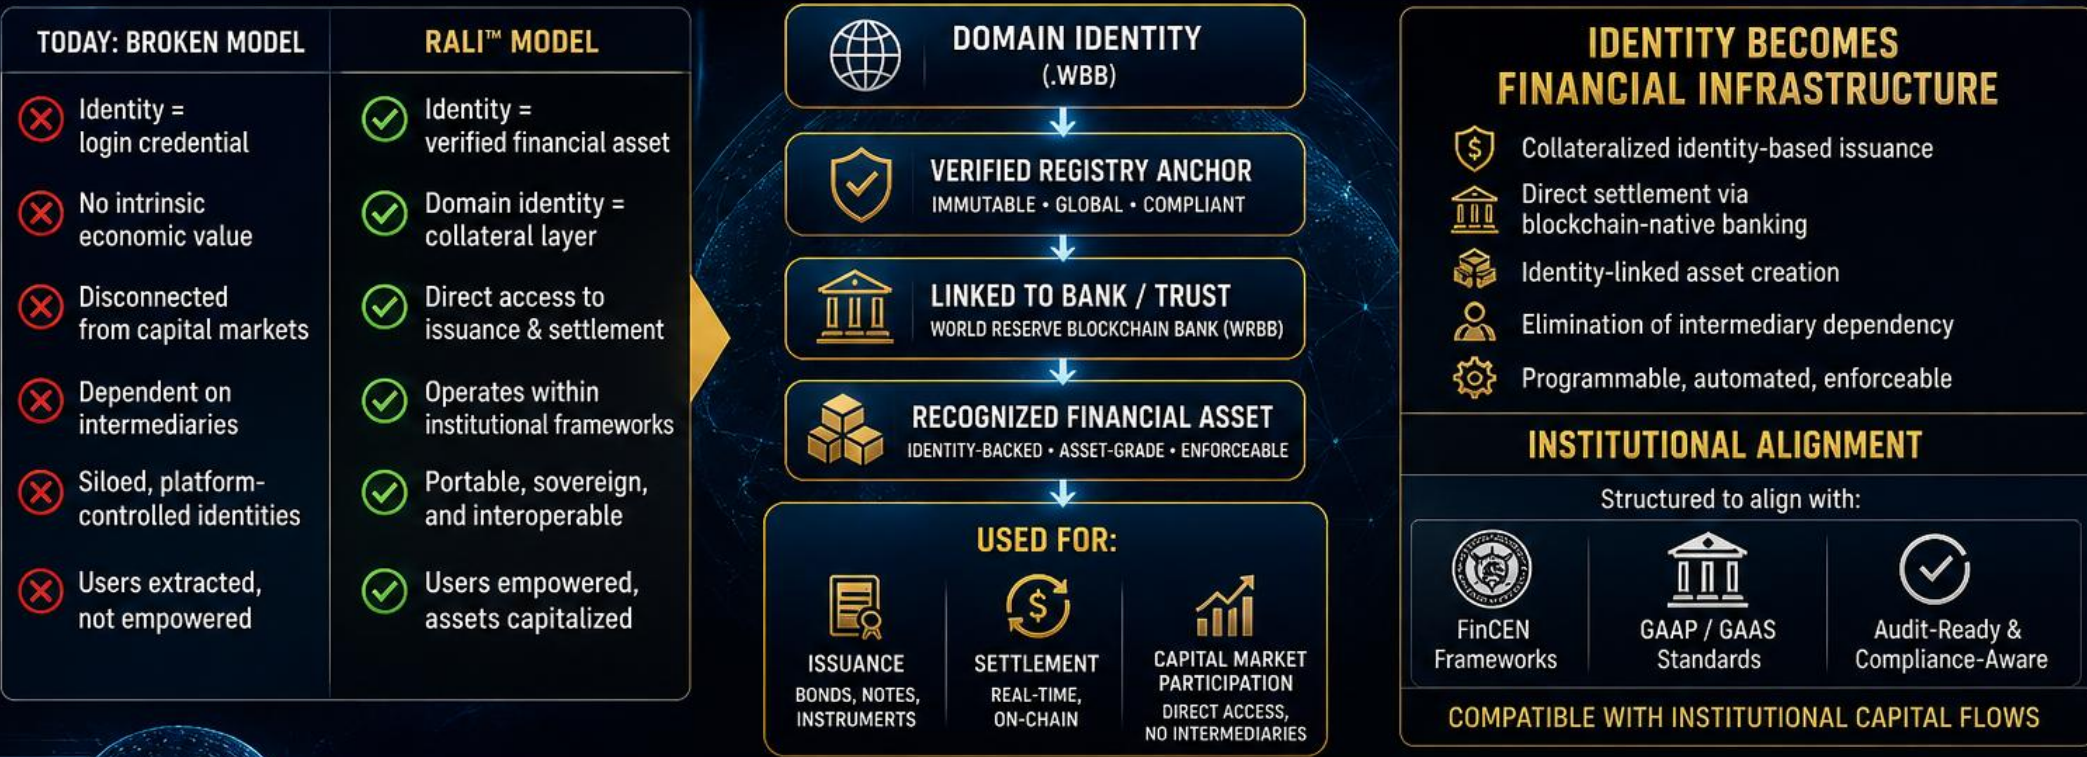 TODAY: BROKEN MODEL
Identity =
login credential
No intrinsic
economic value
Disconnected
from capital markets
Dependent on
intermediaries
Siloed, platform-
controlled identities
Users extracted,
not empowered
RALI™ MODEL
Identity =
verified financial asset
Domain identity =
collateral layer
Direct access to
issuance & settlement
Operates within
institutional frameworks
Portable, sovereign,
and interoperable
Users empowered,
assets capitalized
DOMAIN IDENTITY
(.WBB)
VERIFIED REGISTRY ANCHOR
IMMUTABLE • GLOBAL • COMPLIANT
LINKED TO BANK / TRUST
WORLD RESERVE BLOCKCHAIN BANK (WRBB)
RECOGNIZED FINANCIAL ASSET
IDENTITY-BACKED • ASSET-GRADE • ENFORCEABLE
USED FOR:
ISSUANCE
BONDS, NOTES,
INSTRUMERTS
SETTLEMENT
REAL-TIME,
ON-CHAIN
CAPITAL MARKET
PARTICIPATION
DIRECT ACCESS,
NO INTERMEDIARIES
IDENTITY BECOMES
FINANCIAL INFRASTRUCTURE
Collateralized identity-based issuance
Direct settlement via
blockchain-native banking
Identity-linked asset creation
Elimination of intermediary dependency
Programmable, automated, enforceable
INSTITUTIONAL ALIGNMENT
Structured to align with:
FinCEN
Frameworks
GAAP / GAAS
Standards
Audit-Ready &
Compliance-Aware
COMPATIBLE WITH INSTITUTIONAL CAPITAL FLOWS